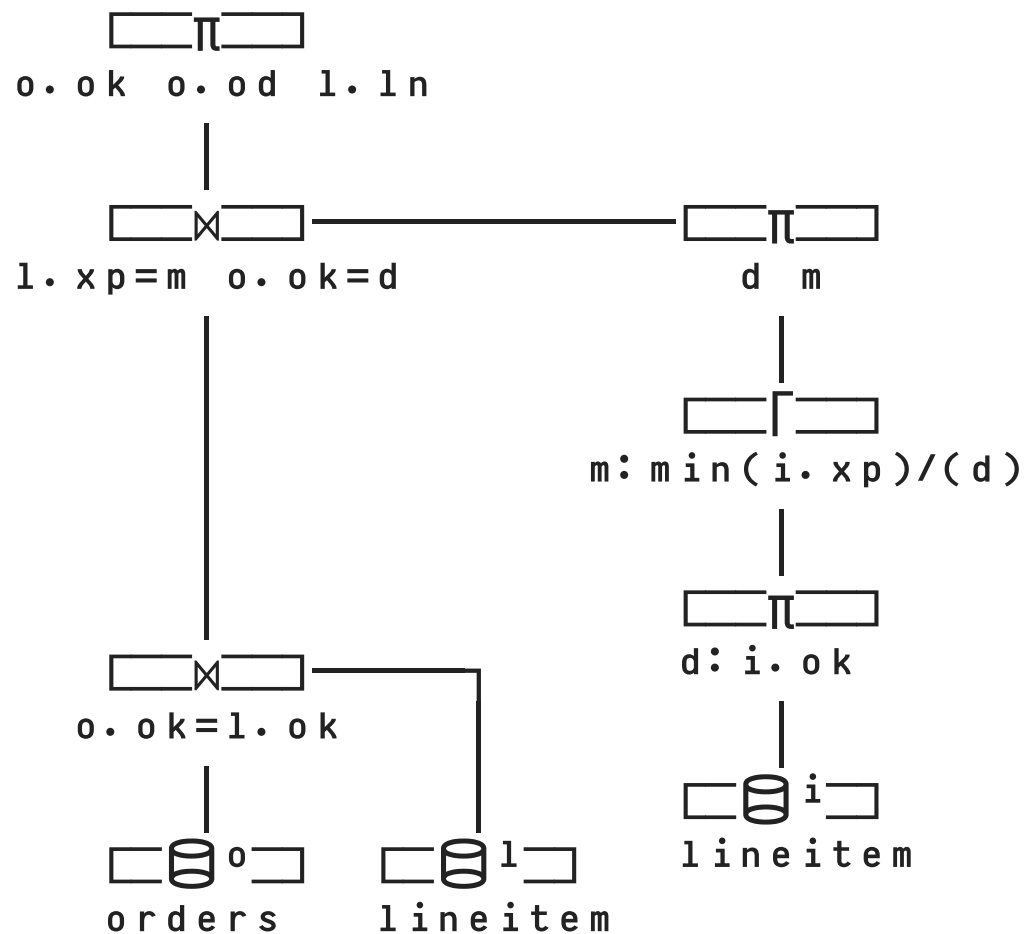 π
o.ok o.od l.ln
⋈ π
l.xp=m o.ok=d d m
Γ
m:min(i.xp)/(d)
π
d:i.ok
⋈
o.ok=l.ok
i
lineitem
o l
orders lineitem